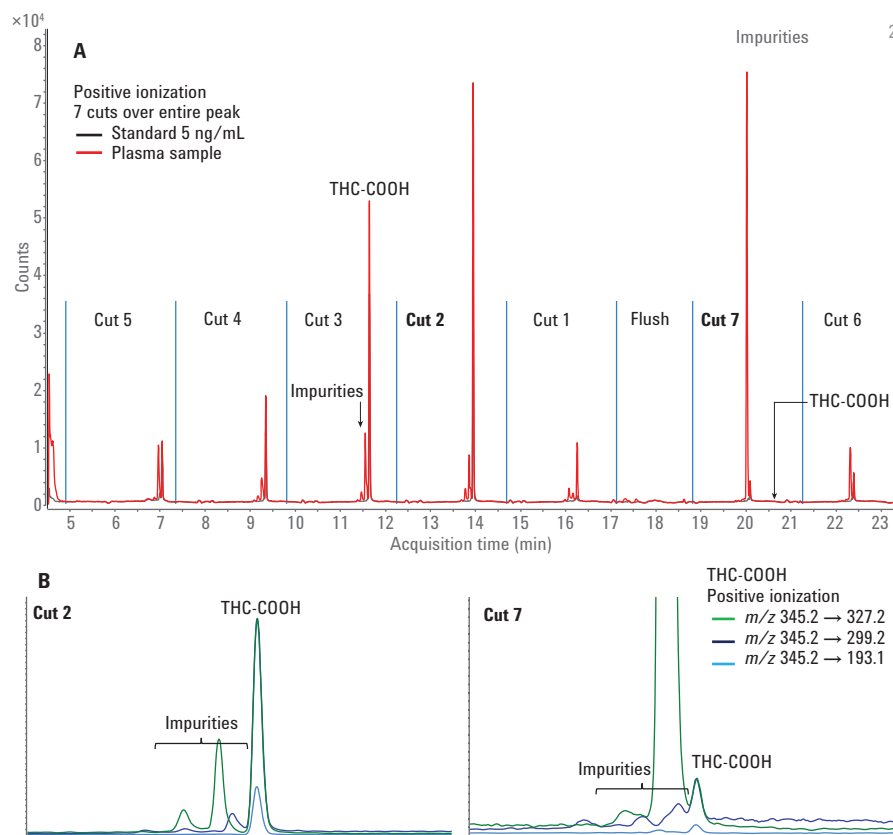 ×10⁴
A
Impurities
2
Positive ionization
7 cuts over entire peak
Standard 5 ng/mL
Plasma sample
THC-COOH
Cut 5
Cut 4
Cut 3
Cut 2
Cut 1
Flush
Cut 7
Cut 6
Impurities
THC-COOH
Counts
8
7
6
5
4
3
2
1
0
5 6 7 8 9 10 11 12 13 14 15 16 17 18 19 20 21 22 23
Acquisition time (min)
B
Cut 2
THC-COOH
Impurities
Cut 7
THC-COOH
Positive ionization
m/z 345.2 → 327.2
m/z 345.2 → 299.2
m/z 345.2 → 193.1
Impurities
THC-COOH